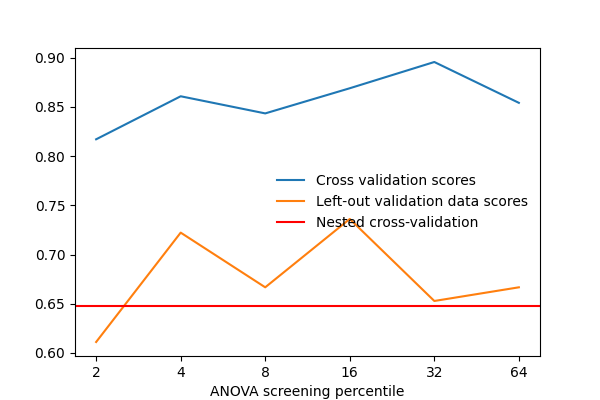 0.90
0.85
0.80
0.75
0.70
0.65
0.60
Cross validation scores
Left-out validation data scores
Nested cross-validation
2 4 8 16 32 64
ANOVA screening percentile